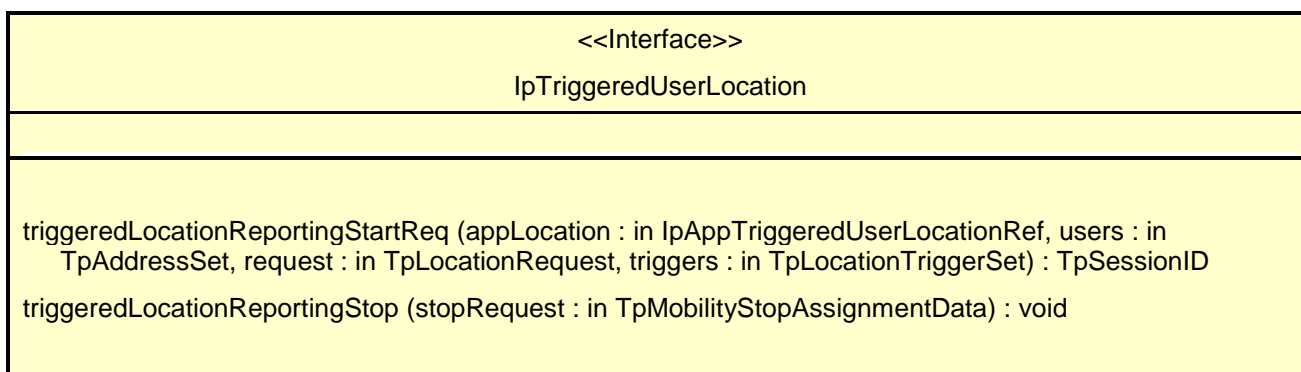 <<Interface>>
IpTriggeredUserLocation
triggeredLocationReportingStartReq (appLocation : in IpAppTriggeredUserLocationRef, users : in
TpAddressSet, request : in TpLocationRequest, triggers : in TpLocationTriggerSet) : TpSessionID
triggeredLocationReportingStop (stopRequest : in TpMobilityStopAssignmentData) : void